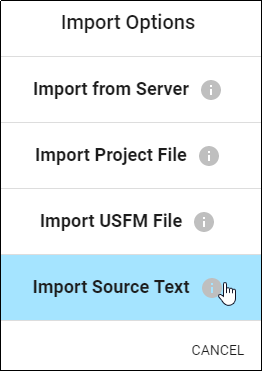 Import Options
Import from Server
Import Project File
Import USFM File
Import Source Text
CANCEL